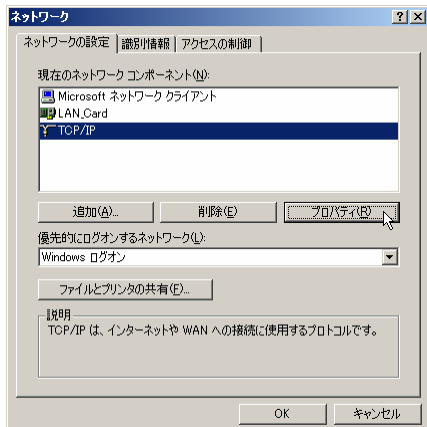 ネットワーク
ネットワークの設定 識別情報 アクセスの制御
現在のネットワーク コンポーネント(N):
Microsoft ネットワーク クライアント
LAN_Card
TCP/IP
追加(A)... 削除(E) プロパティ(R)
優先的にログオンするネットワーク(L):
Windows ログオン
ファイルとプリンタの共有(F)...
説明
TCP/IP は、インターネットや WAN への接続に使用するプロトコルです。
OK キャンセル